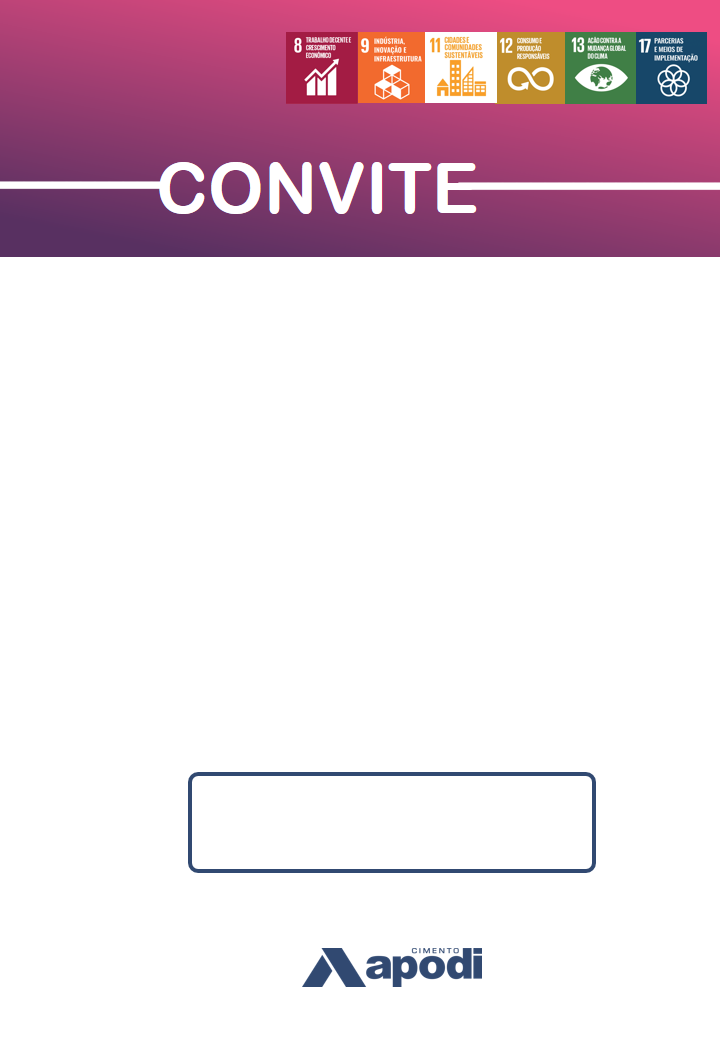 8 TRABALHO DECENTE E
CRESCIMENTO
ECONÔMICO
9 INDÚSTRIA,
INOVAÇÃO E
INFRAESTRUTURA
11 CIDADES E
COMUNIDADES
SUSTENTÁVEIS
12 CONSUMO E
PRODUÇÃO
RESPONSÁVEIS
13 AÇÃO CONTRA A
MUDANÇA GLOBAL
DO CLIMA
17 PARCERIAS
E MEIOS DE
IMPLEMENTAÇÃO
CONVITE
CIMENTO
apodi